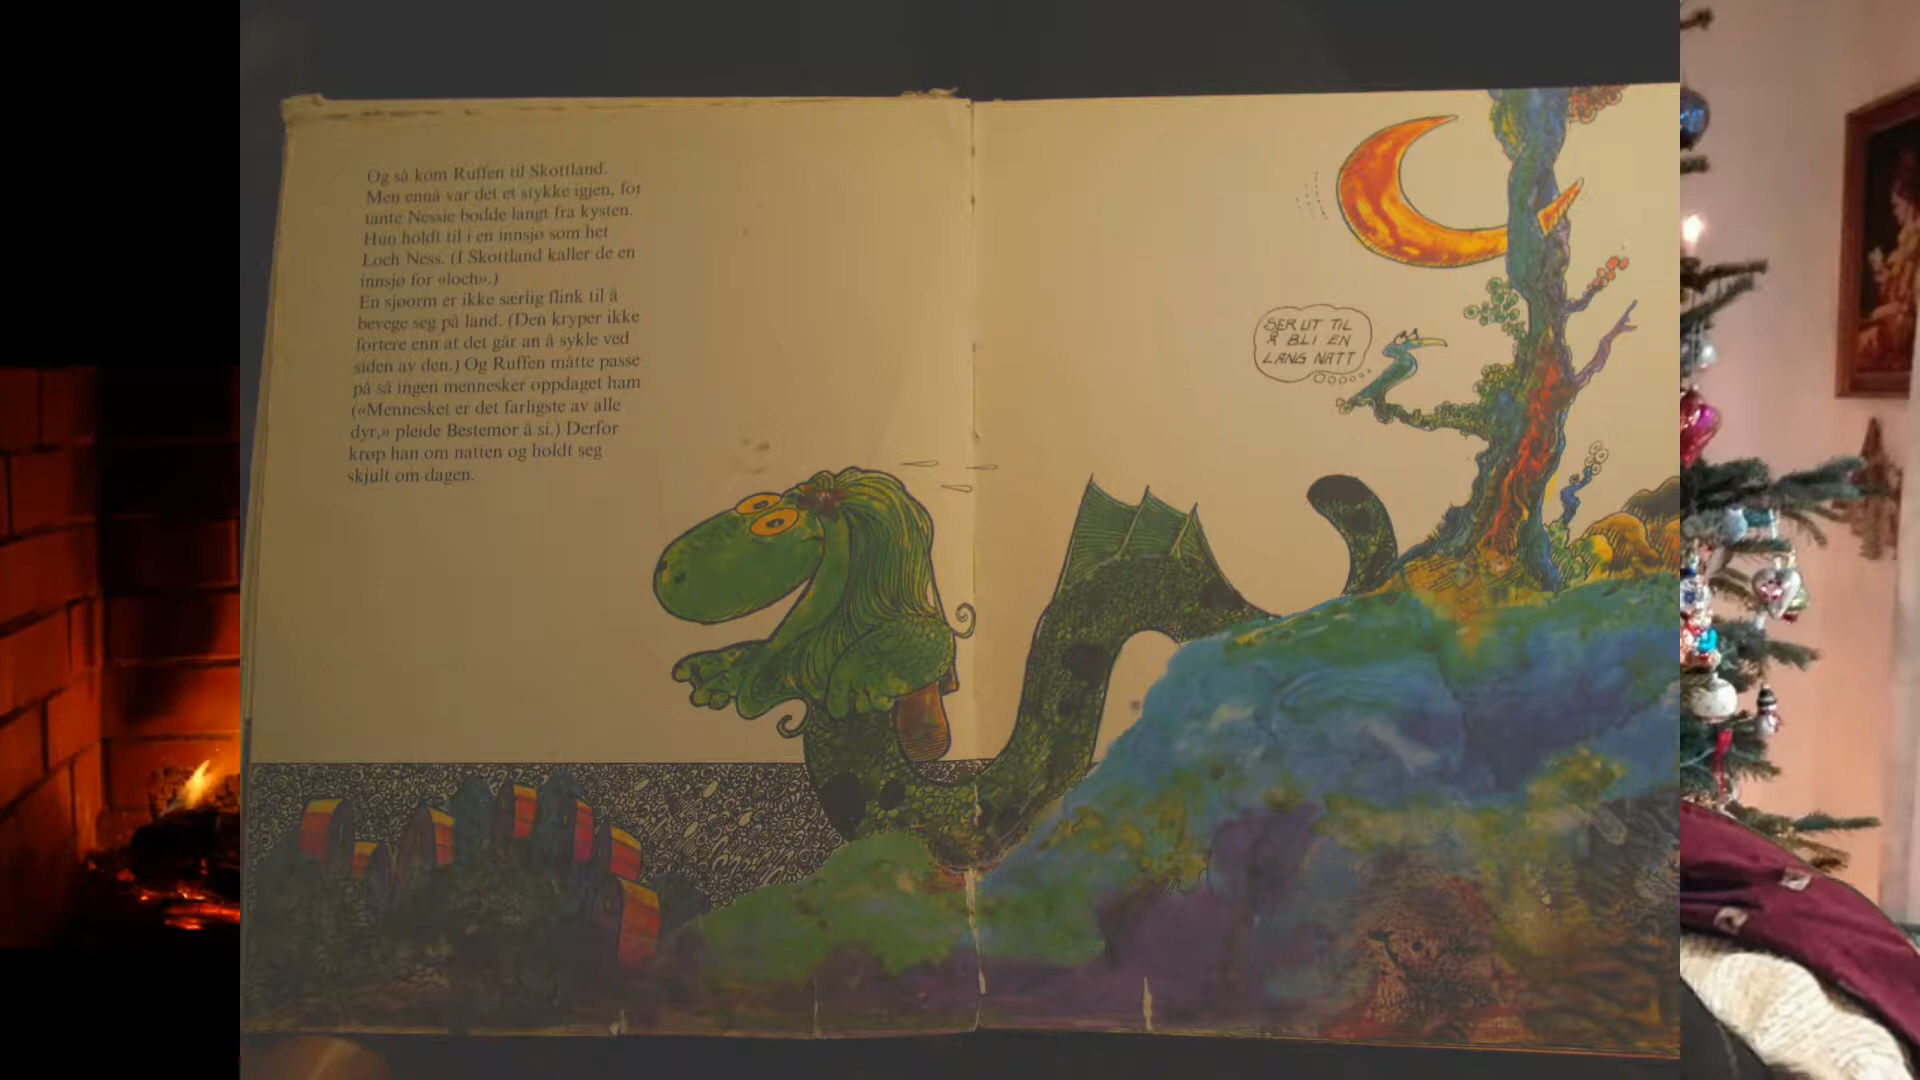 Og så kom Ruffen til Skottland.
Men ennå var det et stykke igjen, for
tante Nessie bodde langt fra kysten.
Hun holdt til i en innsjø som het
Loch Ness. (I Skottland kaller de en
innsjø for «loch».)
En sjøorm er ikke særlig flink til å
bevege seg på land. (Den kryper ikke
fortere enn at det går an å sykle ved
siden av den.) Og Ruffen måtte passe
på så ingen mennesker oppdaget ham
(«Mennesket er det farligste av alle
dyr,» pleide Bestemor å si.) Derfor
krøp han om natten og holdt seg
skjult om dagen.
SER UT TIL
Å BLI EN
LANG NATT